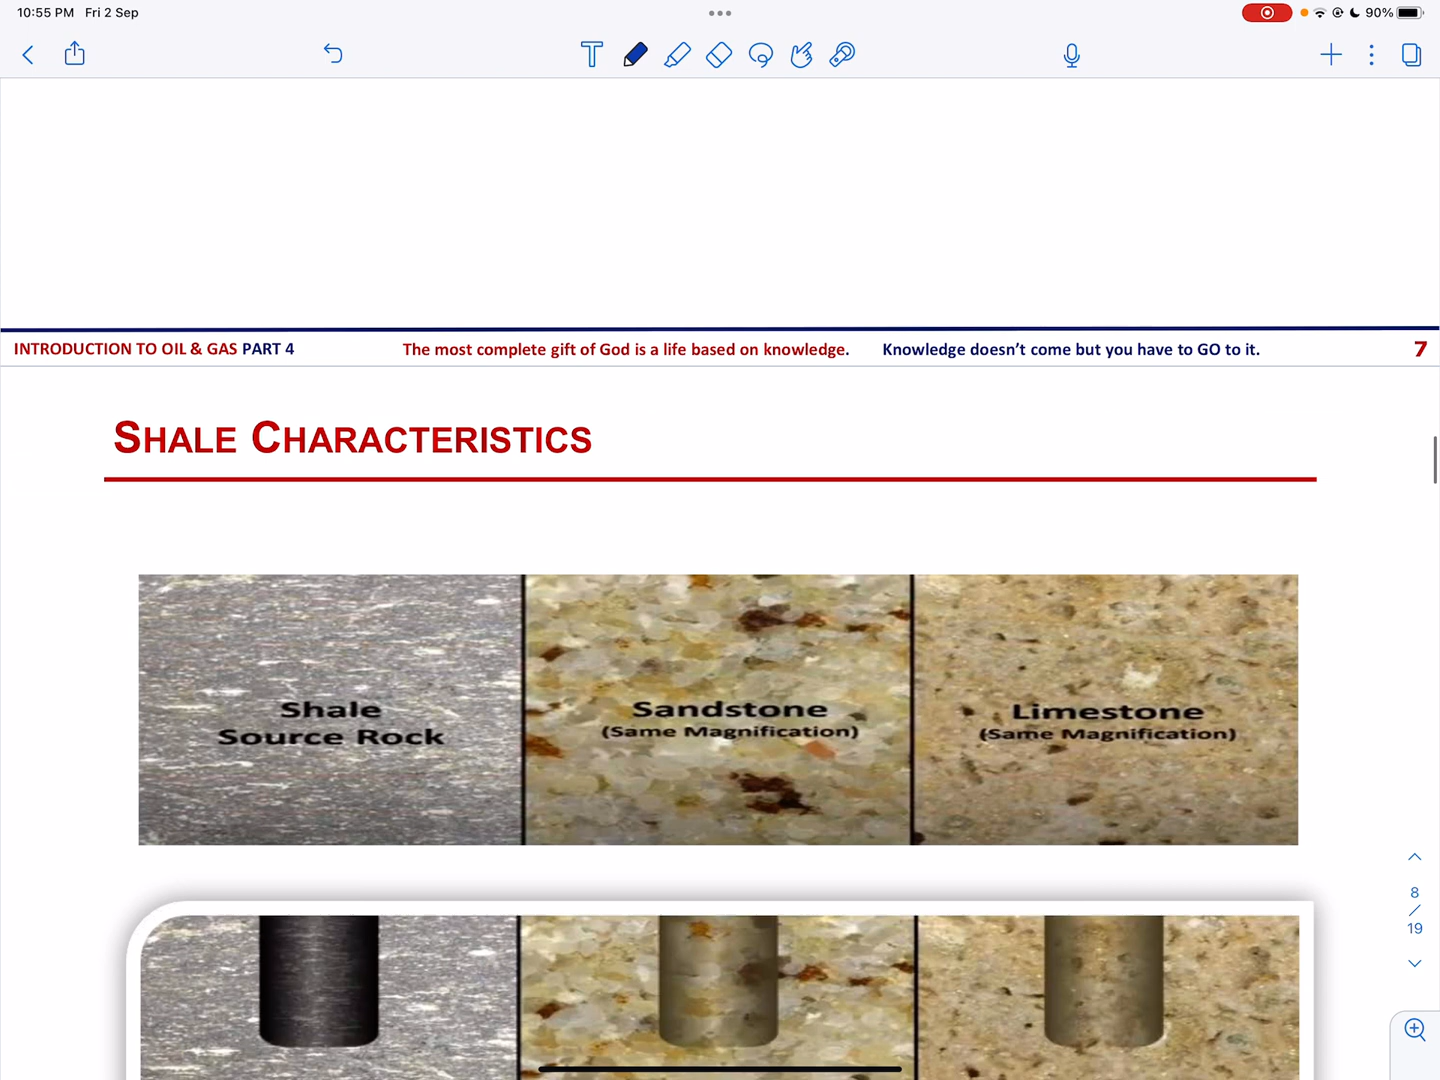 10:55 PM Fri 2 Sep
90%
INTRODUCTION TO OIL & GAS PART 4 The most complete gift of God is a life based on knowledge. Knowledge doesn't come but you have to GO to it. 7
SHALE CHARACTERISTICS
Shale
Source Rock
Sandstone
(Same Magnification)
Limestone
(Same Magnification)
8
/
19